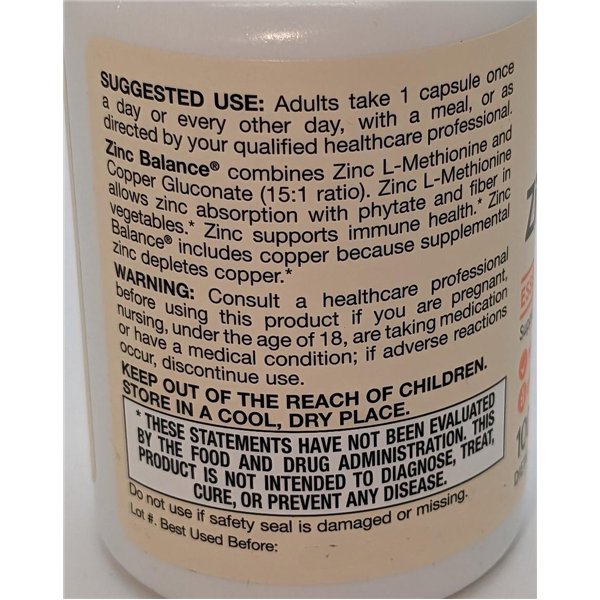 SUGGESTED USE: Adults take 1 capsule once
a day or every other day, with a meal, or as
directed by your qualified healthcare professional.
Zinc Balance® combines Zinc L-Methionine and
Copper Gluconate (15:1 ratio). Zinc L-Methionine
allows zinc absorption with phytate and fiber in
vegetables.* Zinc supports immune health.* Zinc
Balance® includes copper because supplemental
zinc depletes copper.*
WARNING: Consult a healthcare professional
before using this product if you are pregnant,
nursing, under the age of 18, are taking medication
or have a medical condition; if adverse reactions
occur, discontinue use.
KEEP OUT OF THE REACH OF CHILDREN.
STORE IN A COOL, DRY PLACE.
* THESE STATEMENTS HAVE NOT BEEN EVALUATED
BY THE FOOD AND DRUG ADMINISTRATION. THIS
PRODUCT IS NOT INTENDED TO DIAGNOSE, TREAT,
CURE, OR PREVENT ANY DISEASE.
Do not use if safety seal is damaged or missing.
Lot #. Best Used Before: